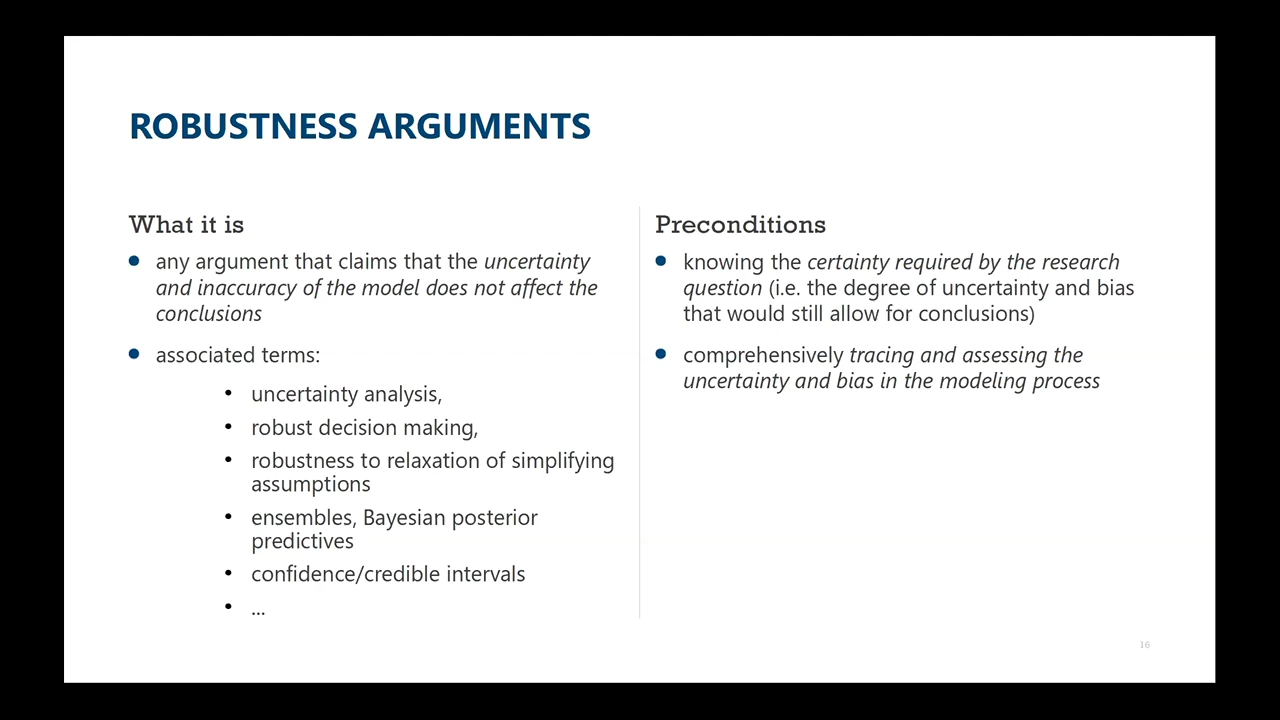 ROBUSTNESS ARGUMENTS
What it is
• any argument that claims that the uncertainty
and inaccuracy of the model does not affect the
conclusions
• associated terms:
• uncertainty analysis,
• robust decision making,
• robustness to relaxation of simplifying
assumptions
• ensembles, Bayesian posterior
predictives
• confidence/credible intervals
• ...
Preconditions
• knowing the certainty required by the research
question (i.e. the degree of uncertainty and bias
that would still allow for conclusions)
• comprehensively tracing and assessing the
uncertainty and bias in the modeling process
16